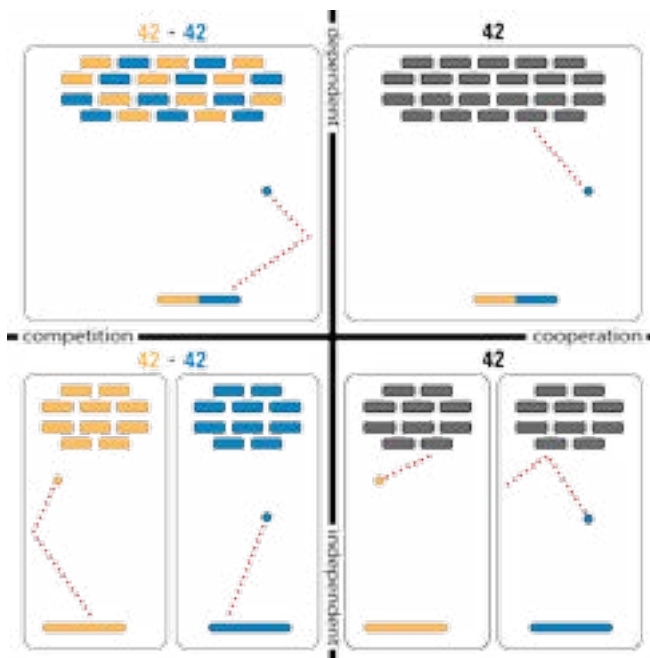 42 - 42
dependent
42
competition
cooperation
42 - 42
42
independent